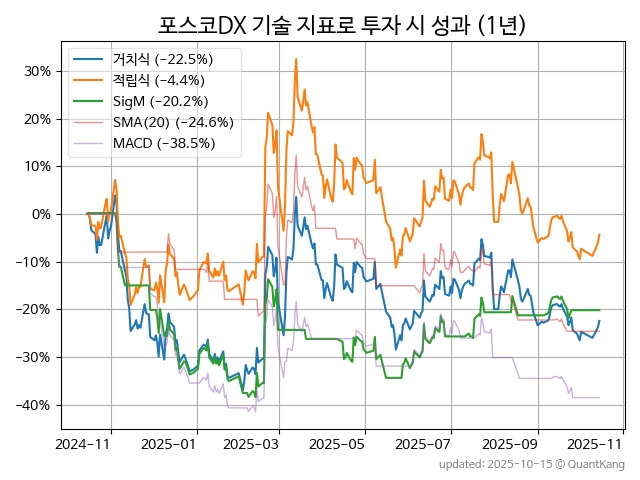 포스코DX 기술 지표로 투자 시 성과 (1년)
거치식 (−22.5%)
적립식 (−4.4%)
SigM (−20.2%)
SMA(20) (−24.6%)
MACD (−38.5%)
30%
20%
10%
0%
−10%
−20%
−30%
−40%
2024-11 2025-01 2025-03 2025-05 2025-07 2025-09 2025-11
updated: 2025-10-15 © QuantKang